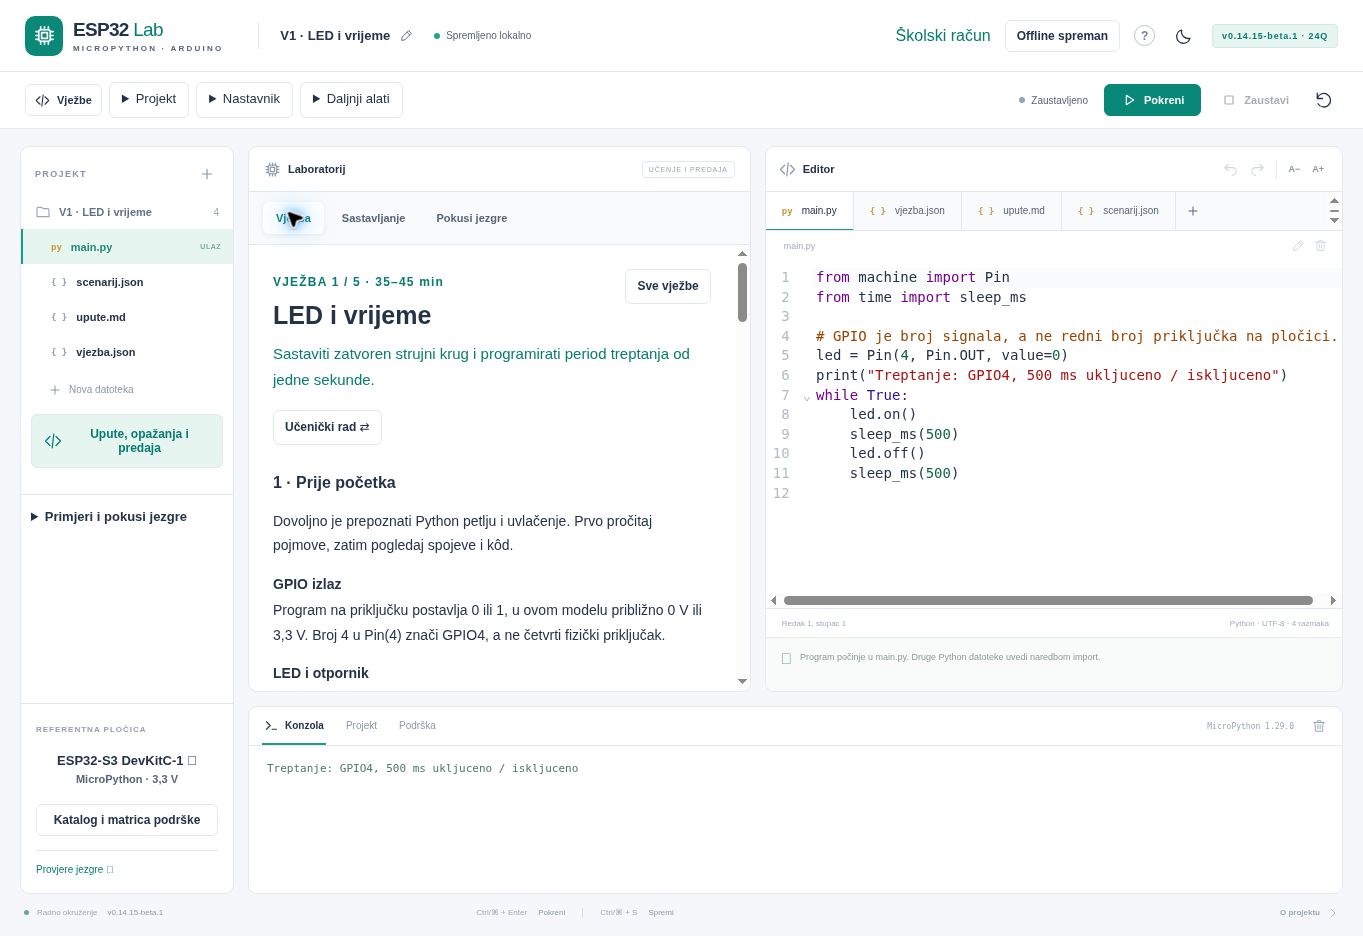 ESP32 Lab
MICROPYTHON · ARDUINO
V1 · LED i vrijeme
Spremljeno lokalno
Školski račun
Offline spreman
?
v0.14.15-beta.1 · 24Q
Vježbe
Projekt
Nastavnik
Daljnji alati
Zaustavljeno
Pokreni
Zaustavi
PROJEKT
V1 · LED i vrijeme 4
py main.py ULAZ
{ } scenarij.json
{ } upute.md
{ } vjezba.json
Nova datoteka
Upute, opažanja i
predaja
Primjeri i pokusi jezgre
REFERENTNA PLOČICA
ESP32-S3 DevKitC-1
MicroPython · 3,3 V
Katalog i matrica podrške
Provjere jezgre
Laboratorij
UČENJE I PREDAJA
Sastavljanje
Pokusi jezgre
VJEŽBA 1 / 5 · 35–45 min
Sve vježbe
LED i vrijeme
Sastaviti zatvoren strujni krug i programirati period treptanja od
jedne sekunde.
Učenički rad ⇄
1 · Prije početka
Dovoljno je prepoznati Python petlju i uvlačenje. Prvo pročitaj
pojmove, zatim pogledaj spojeve i kôd.
GPIO izlaz
Program na priključku postavlja 0 ili 1, u ovom modelu približno 0 V ili
3,3 V. Broj 4 u Pin(4) znači GPIO4, a ne četvrti fizički priključak.
LED i otpornik
Editor
A− A+
py main.py
{ } vjezba.json
{ } upute.md
{ } scenarij.json
main.py
1 from machine import Pin
2 from time import sleep_ms
3
4 # GPIO je broj signala, a ne redni broj priključka na pločici.
5 led = Pin(4, Pin.OUT, value=0)
6 print("Treptanje: GPIO4, 500 ms ukljuceno / iskljuceno")
7 while True:
8 led.on()
9 sleep_ms(500)
10 led.off()
11 sleep_ms(500)
12
Redak 1, stupac 1
Python · UTF-8 · 4 razmaka
Program počinje u main.py. Druge Python datoteke uvedi naredbom import.
Konzola
Projekt
Podrška
MicroPython 1.29.0
Treptanje: GPIO4, 500 ms ukljuceno / iskljuceno
Radno okruženje v0.14.15-beta.1
Ctrl/⌘ + Enter Pokreni
Ctrl/⌘ + S Spremi
O projektu